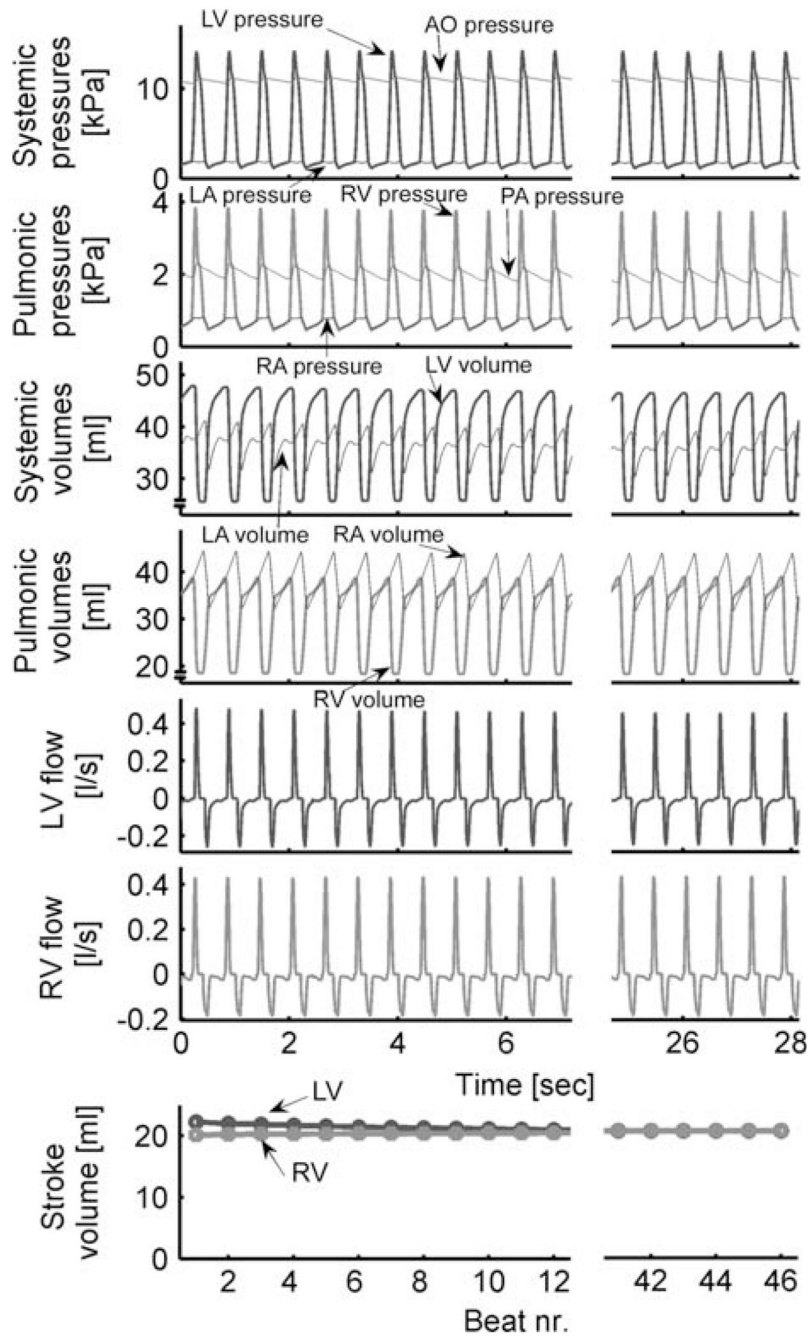 LV pressure
AO pressure
Systemic
pressures
[kPa]
10
0
LA pressure
RV pressure
PA pressure
Pulmonic
pressures
[kPa]
4
2
0
RA pressure
LV volume
Systemic
volumes
[ml]
50
40
30
LA volume
RA volume
Pulmonic
volumes
[ml]
40
30
20
RV volume
LV flow
[l/s]
0.4
0.2
0
-0.2
RV flow
[l/s]
0.4
0.2
0
-0.2
0 2 4 6 26 28
Time [sec]
LV
RV
Stroke
volume [ml]
20
10
0
2 4 6 8 10 12 42 44 46
Beat nr.